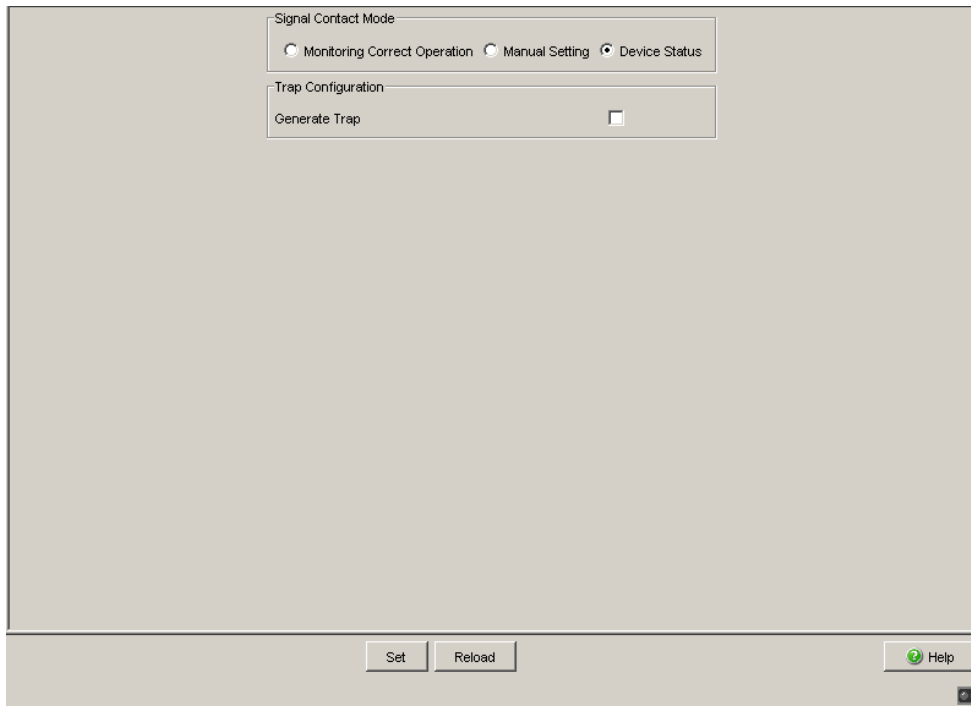 Signal Contact Mode
Monitoring Correct Operation Manual Setting Device Status
Trap Configuration
Generate Trap
Set Reload Help